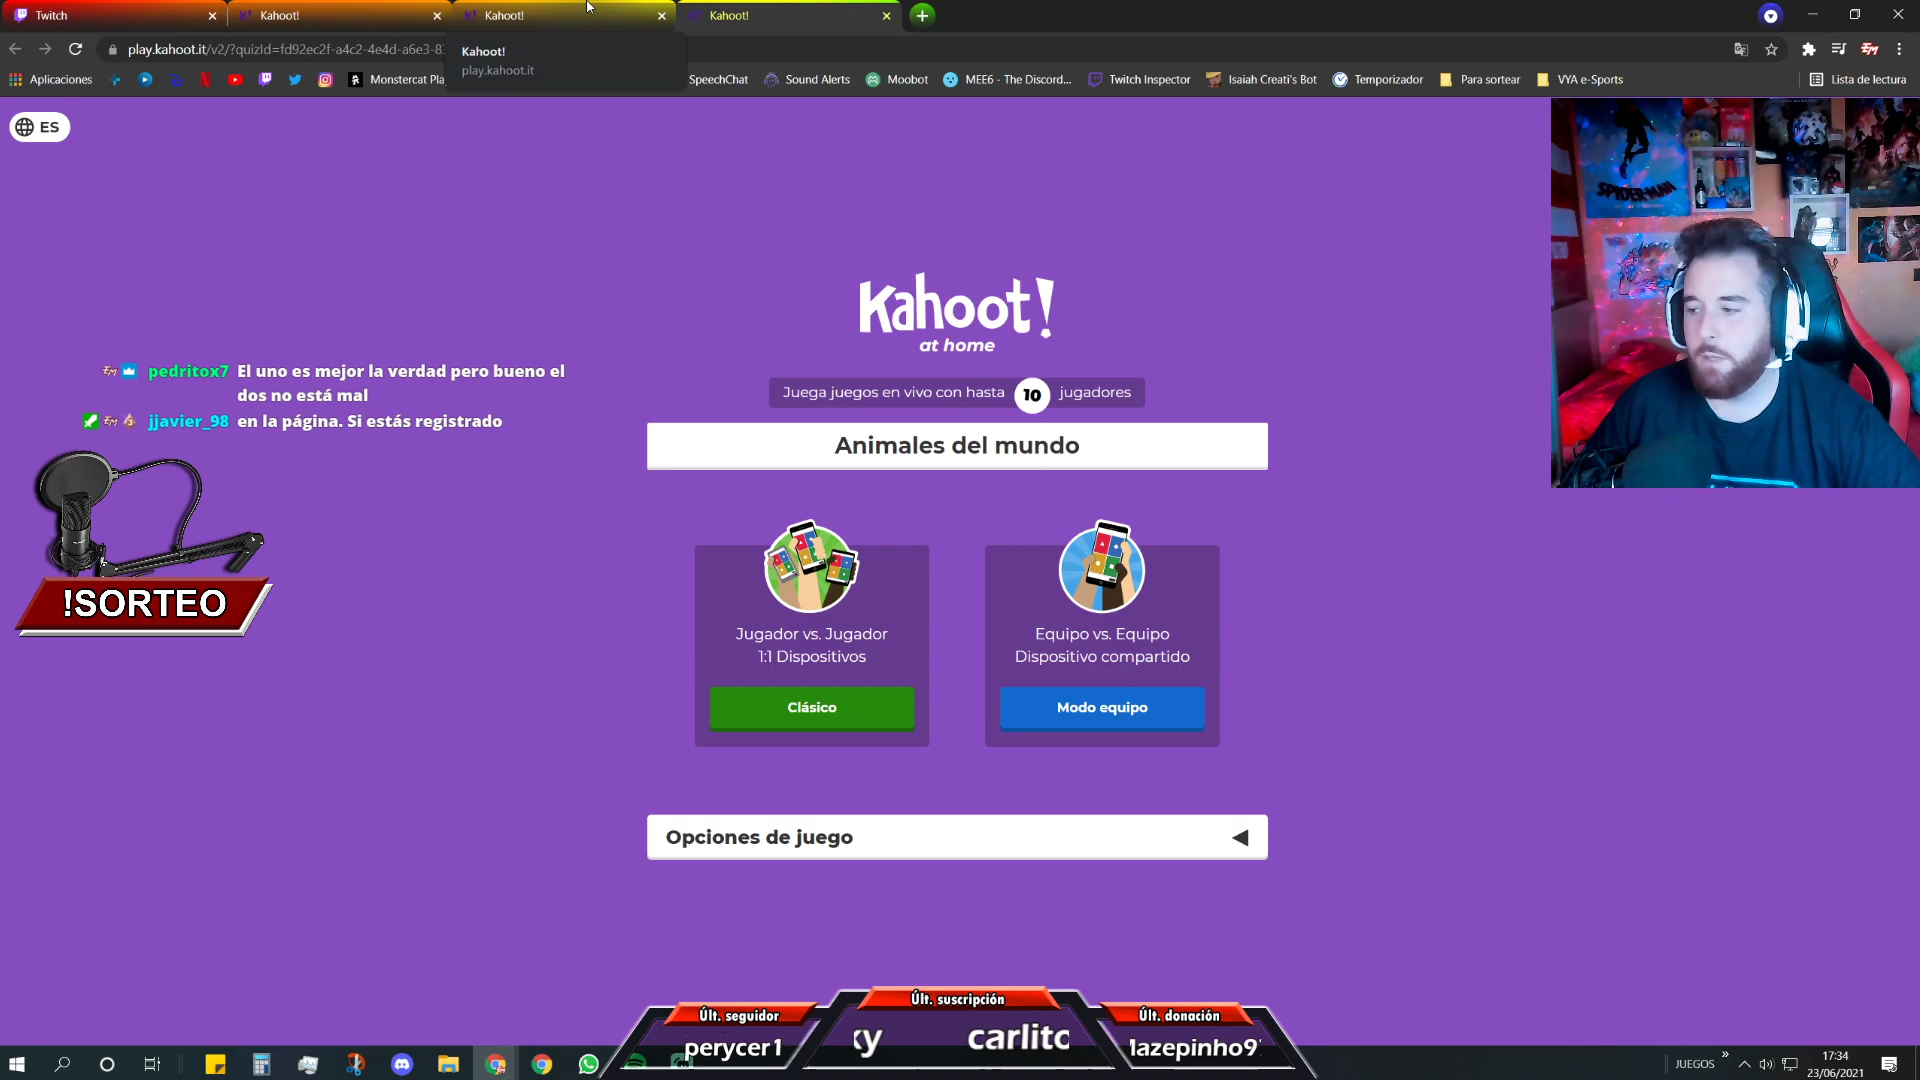 Twitch
Kahoot!
Kahoot!
Kahoot!
play.kahoot.it/v2/?quizId=fd92ec2f-a4c2-4e4d-a6e3-8
Kahoot!
play.kahoot.it
Aplicaciones
Monstercat Pla
SpeechChat
Sound Alerts
Moobot
MEE6 - The Discord...
Twitch Inspector
Isaiah Creati's Bot
Temporizador
Para sortear
VYA e-Sports
Lista de lectura
ES
SPIDER-MAN
Kahoot!
at home
Juega juegos en vivo con hasta 10 jugadores
pedritox7 El uno es mejor la verdad pero bueno el
dos no está mal
jjavier_98 en la página. Si estás registrado
Animales del mundo
!SORTEO
Jugador vs. Jugador
1:1 Dispositivos
Clásico
Equipo vs. Equipo
Dispositivo compartido
Modo equipo
Opciones de juego
Últ. seguidor
perycer1
Últ. suscripción
carlito
Últ. donación
lazepinho9
JUEGOS
17:34
23/06/2021